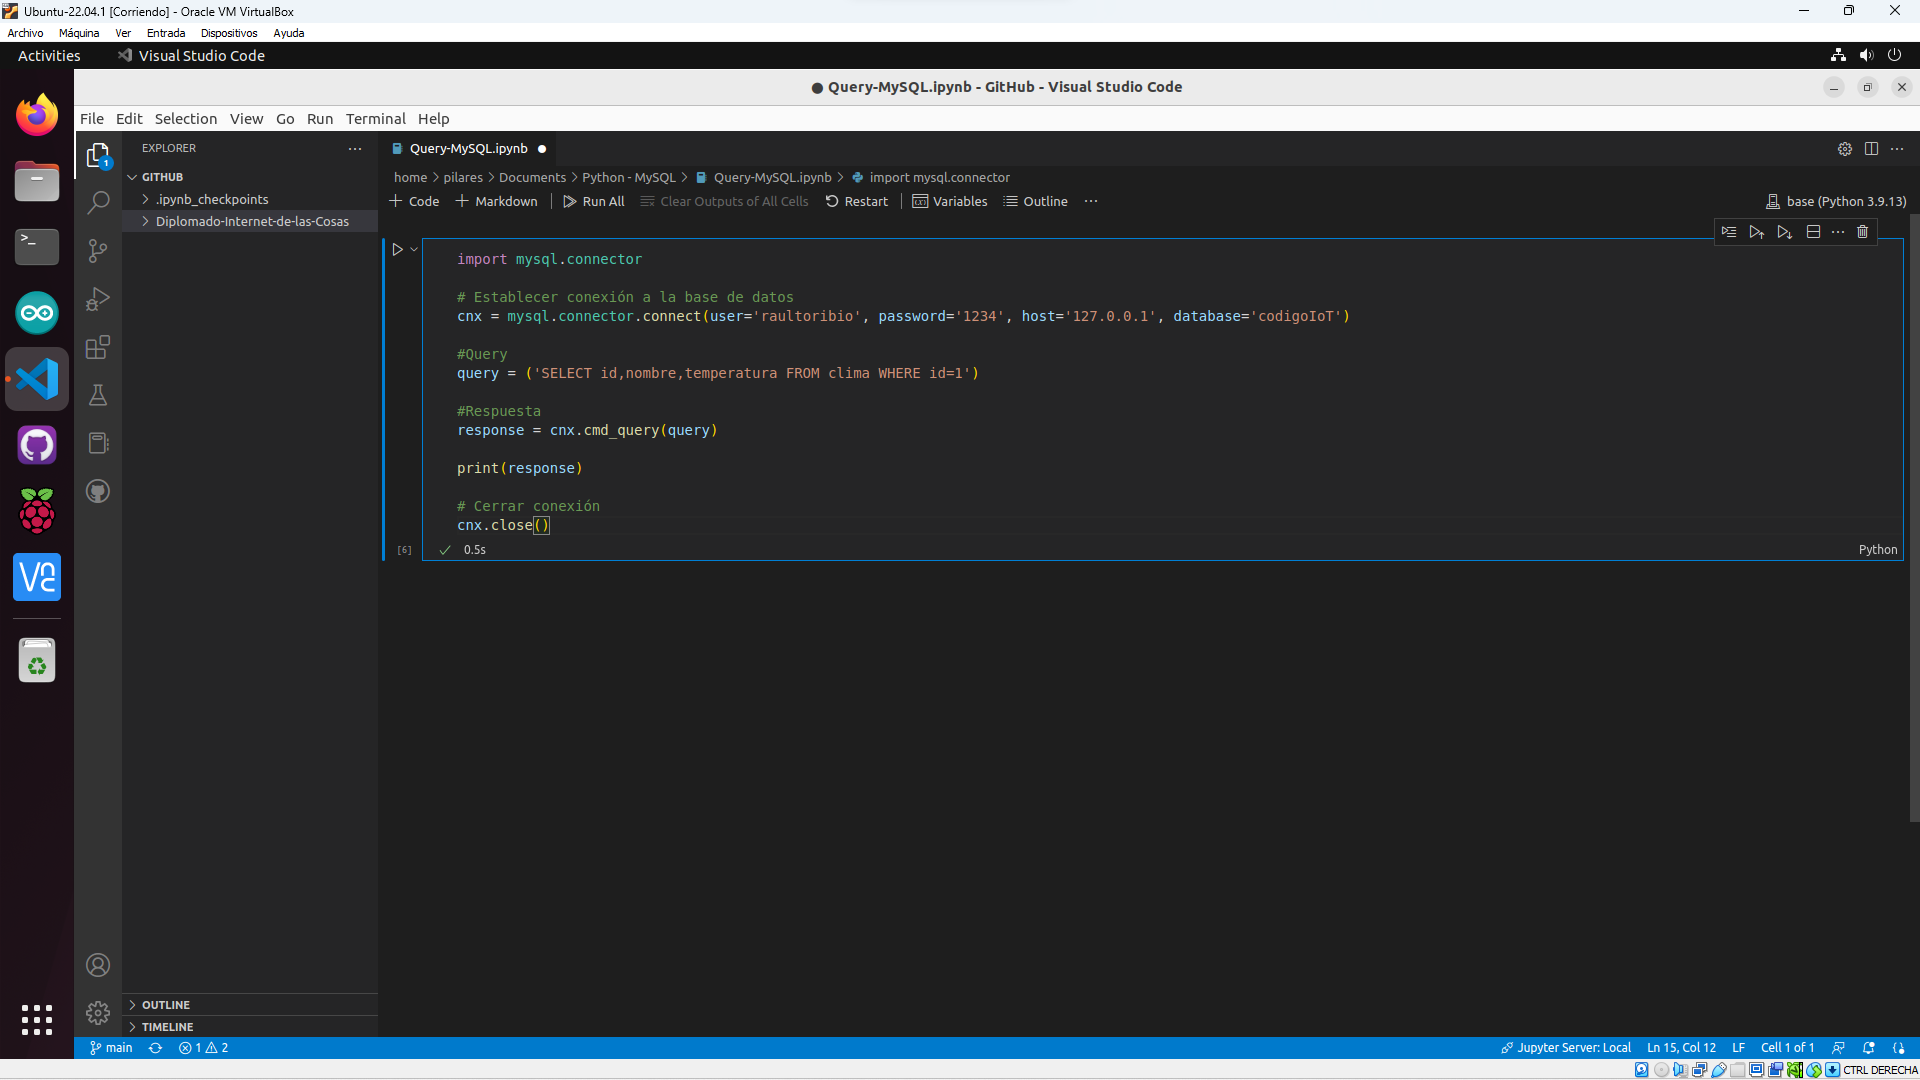 Ubuntu-22.04.1 [Corriendo] - Oracle VM VirtualBox
Archivo Máquina Ver Entrada Dispositivos Ayuda
Activities Visual Studio Code
● Query-MySQL.ipynb - GitHub - Visual Studio Code
File Edit Selection View Go Run Terminal Help
EXPLORER ···
Query-MySQL.ipynb ●
GITHUB
home > pilares > Documents > Python - MySQL > Query-MySQL.ipynb > import mysql.connector
.ipynb_checkpoints
+ Code + Markdown Run All Clear Outputs of All Cells Restart Variables Outline ··· base (Python 3.9.13)
Diplomado-Internet-de-las-Cosas
import mysql.connector
# Establecer conexión a la base de datos
cnx = mysql.connector.connect(user='raultoribio', password='1234', host='127.0.0.1', database='codigoIoT')
#Query
query = ('SELECT id,nombre,temperatura FROM clima WHERE id=1')
#Respuesta
response = cnx.cmd_query(query)
print(response)
# Cerrar conexión
cnx.close()
[6] 0.5s Python
OUTLINE
TIMELINE
main 1 2 Jupyter Server: Local Ln 15, Col 12 LF Cell 1 of 1
CTRL DERECHA